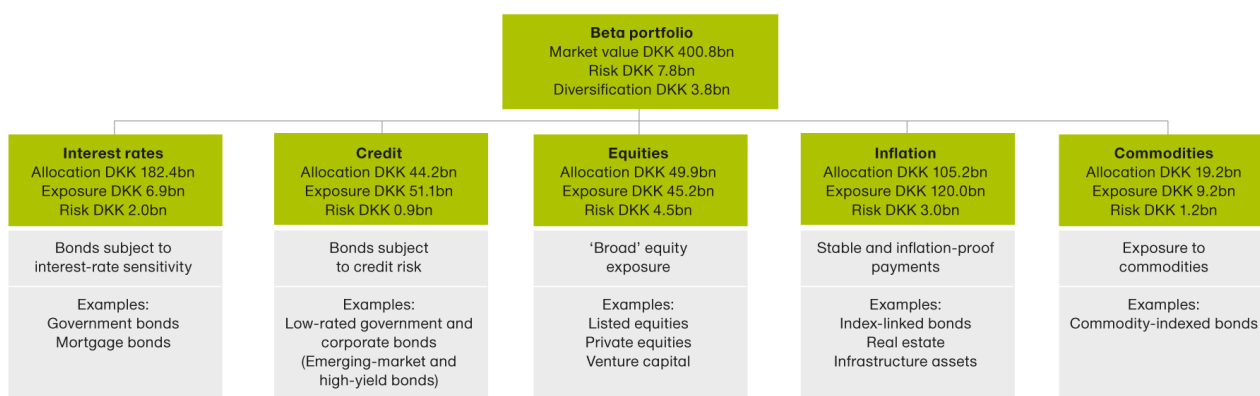 Beta portfolio
Market value DKK 400.8bn
Risk DKK 7.8bn
Diversification DKK 3.8bn
Interest rates
Allocation DKK 182.4bn
Exposure DKK 6.9bn
Risk DKK 2.0bn
Bonds subject to
interest-rate sensitivity
Examples:
Government bonds
Mortgage bonds
Credit
Allocation DKK 44.2bn
Exposure DKK 51.1bn
Risk DKK 0.9bn
Bonds subject
to credit risk
Examples:
Low-rated government and
corporate bonds
(Emerging-market and
high-yield bonds)
Equities
Allocation DKK 49.9bn
Exposure DKK 45.2bn
Risk DKK 4.5bn
‘Broad’ equity
exposure
Examples:
Listed equities
Private equities
Venture capital
Inflation
Allocation DKK 105.2bn
Exposure DKK 120.0bn
Risk DKK 3.0bn
Stable and inflation-proof
payments
Examples:
Index-linked bonds
Real estate
Infrastructure assets
Commodities
Allocation DKK 19.2bn
Exposure DKK 9.2bn
Risk DKK 1.2bn
Exposure to
commodities
Examples:
Commodity-indexed bonds